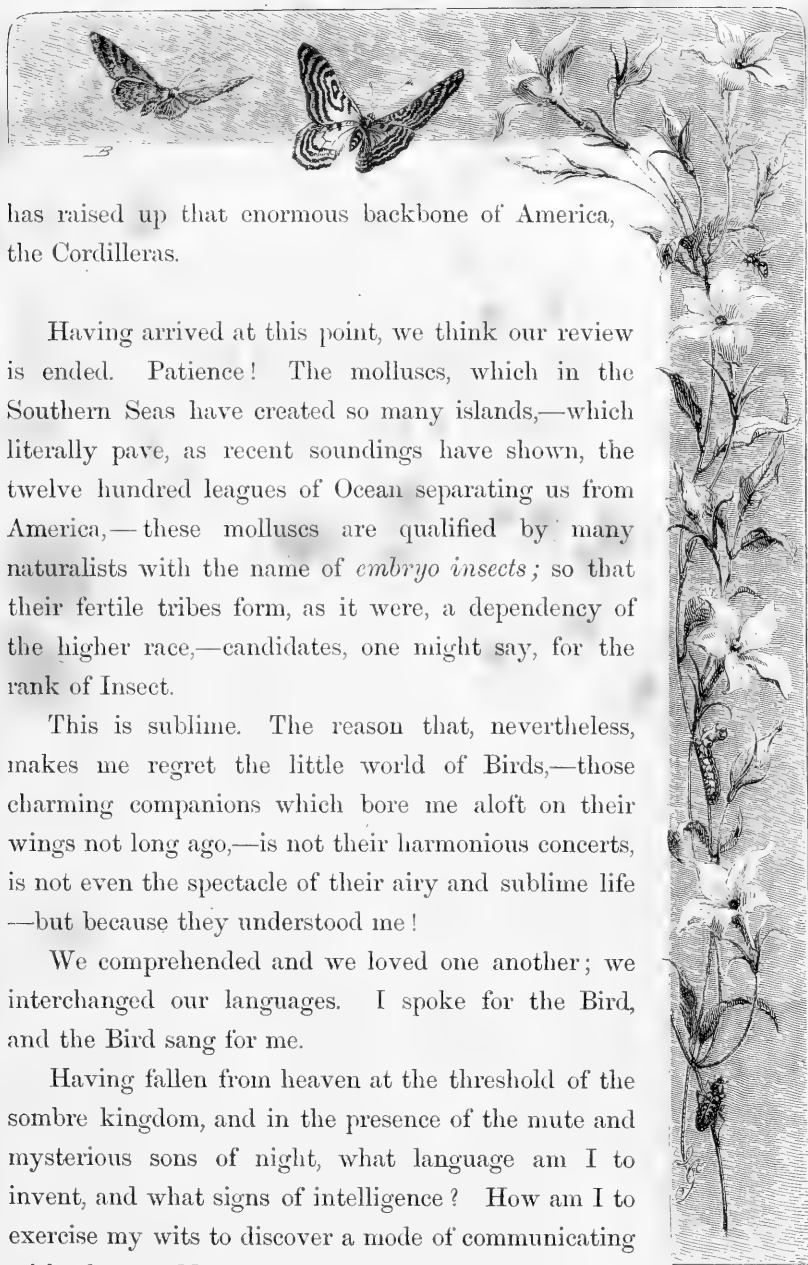 has raised up that enormous backbone of America,
the Cordilleras.
Having arrived at this point, we think our review
is ended. Patience! The molluscs, which in the
Southern Seas have created so many islands,—which
literally pave, as recent soundings have shown, the
twelve hundred leagues of Ocean separating us from
America,—these molluscs are qualified by many
naturalists with the name of embryo insects; so that
their fertile tribes form, as it were, a dependency of
the higher race,—candidates, one might say, for the
rank of Insect.
This is sublime. The reason that, nevertheless,
makes me regret the little world of Birds,—those
charming companions which bore me aloft on their
wings not long ago,—is not their harmonious concerts,
is not even the spectacle of their airy and sublime life
—but because they understood me!
We comprehended and we loved one another; we
interchanged our languages. I spoke for the Bird,
and the Bird sang for me.
Having fallen from heaven at the threshold of the
sombre kingdom, and in the presence of the mute and
mysterious sons of night, what language am I to
invent, and what signs of intelligence? How am I to
exercise my wits to discover a mode of communicating